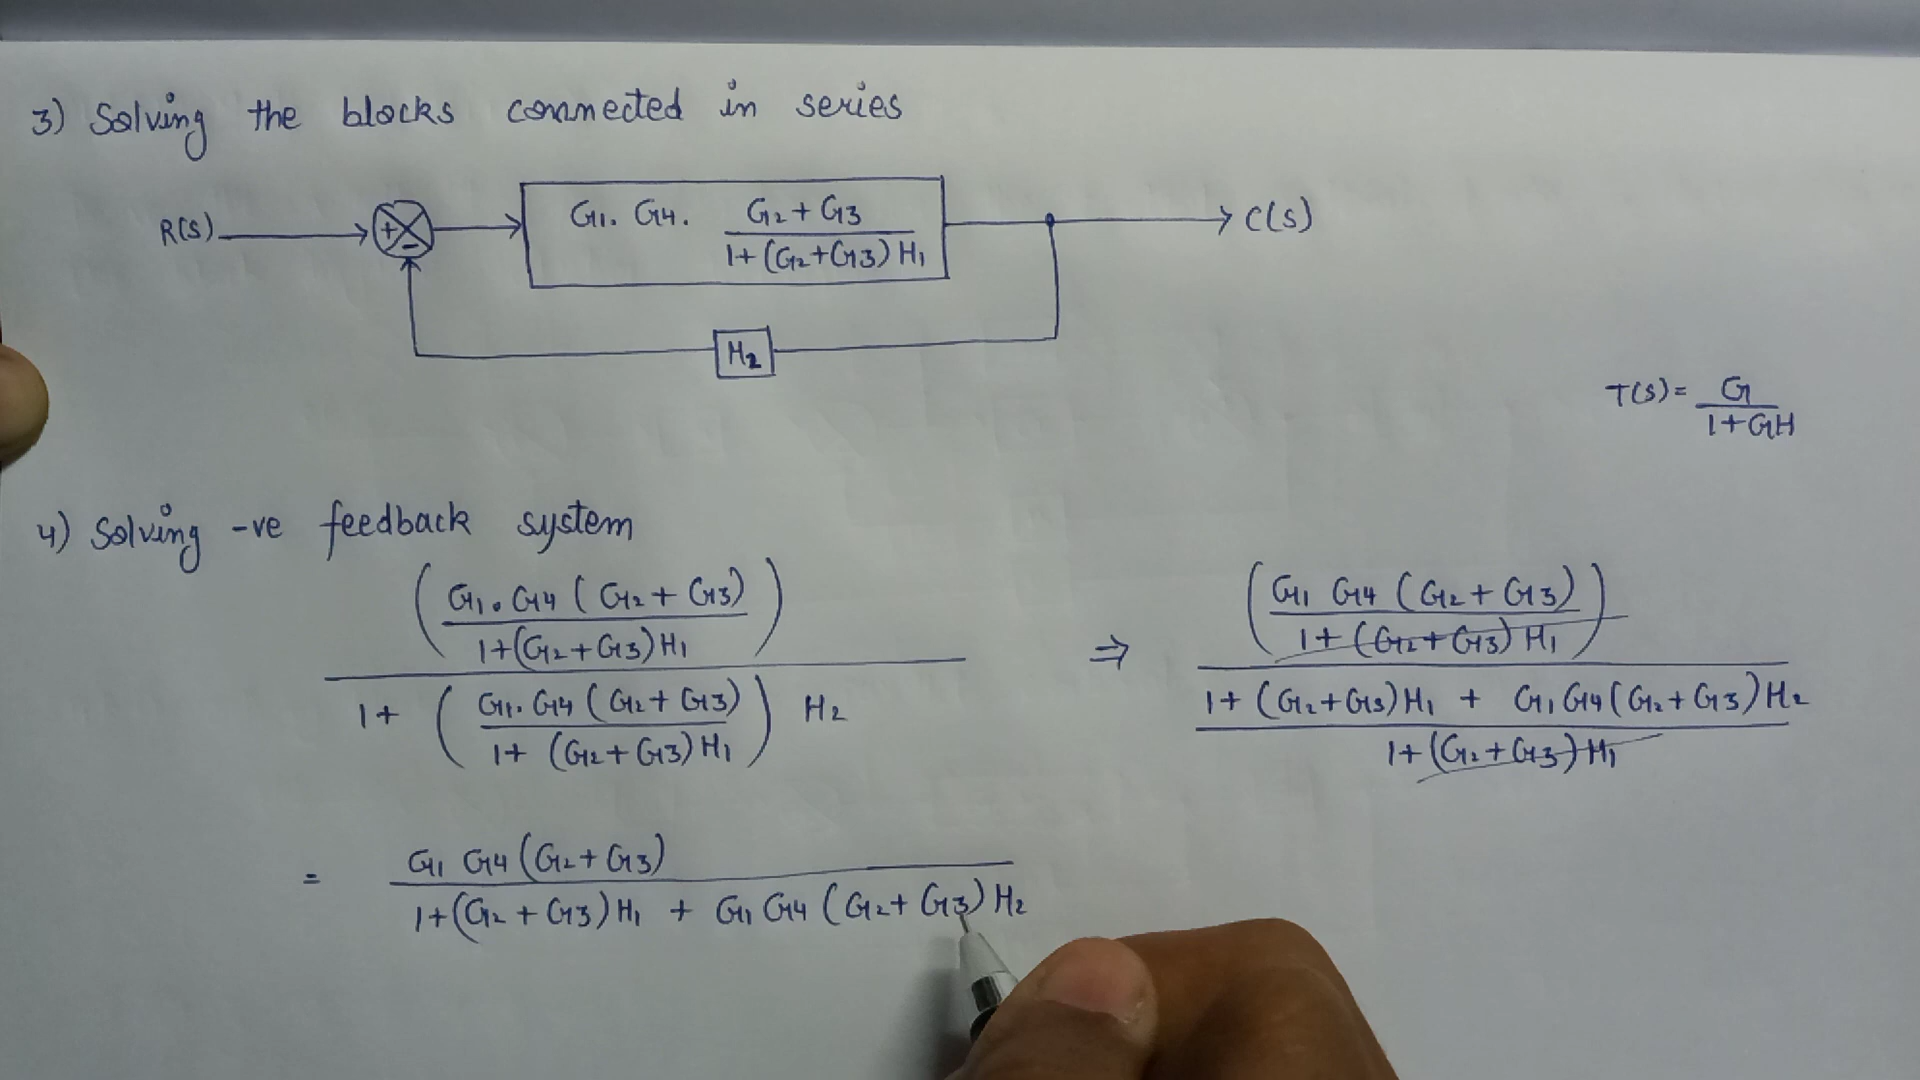 3) Solving the blocks connected in series
R(s) + - G1. G4. (G2+G3)/(1+(G2+G3)H1) C(s)
H2
T(s) = G/(1+GH)
4) Solving -ve feedback system
(G1.G4(G2+G3)/(1+(G2+G3)H1)) / (1+ (G1.G4(G2+G3)/(1+(G2+G3)H1)) H2)
⇒ (G1 G4(G2+G3)/(1+(G2+G3)H1)) / ((1+(G2+G3)H1 + G1G4(G2+G3)H2)/(1+(G2+G3)H1))
= G1 G4(G2+G3) / (1+(G2+G3)H1 + G1 G4(G2+G3)H2)